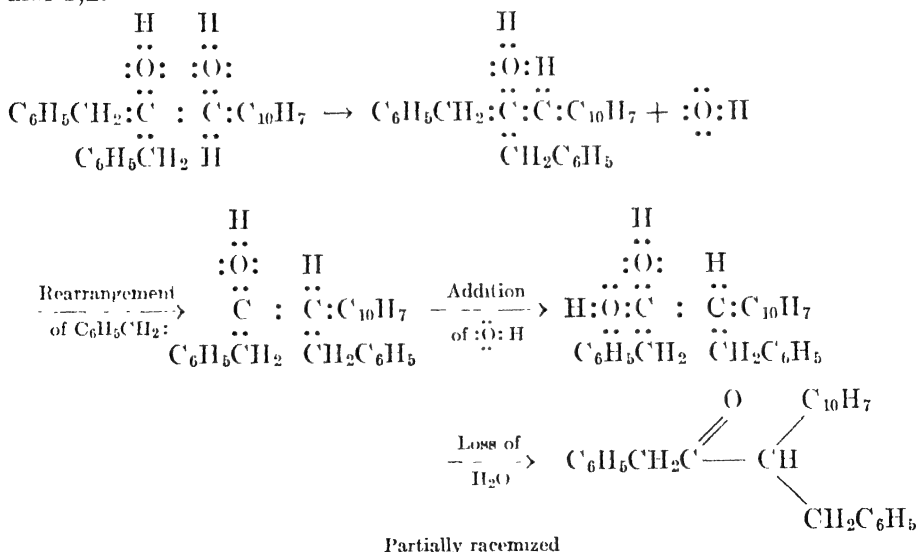 H H
:Ö: :Ö:
C₆H₅CH₂:C : C:C₁₀H₇ → C₆H₅CH₂:C:C:C₁₀H₇ + :Ö:H
C₆H₅CH₂ H
H
:O:H
CH₂C₆H₅
Rearrangement
of C₆H₅CH₂:
H
:O: H
C : C:C₁₀H₇
C₆H₅CH₂ CH₂C₆H₅
Addition
of :O:H
H
:O: H
H:O:C : C:C₁₀H₇
C₆H₅CH₂ CH₂C₆H₅
Loss of
H₂O
O C₁₀H₇
C₆H₅CH₂C — CH
CH₂C₆H₅
Partially racemized